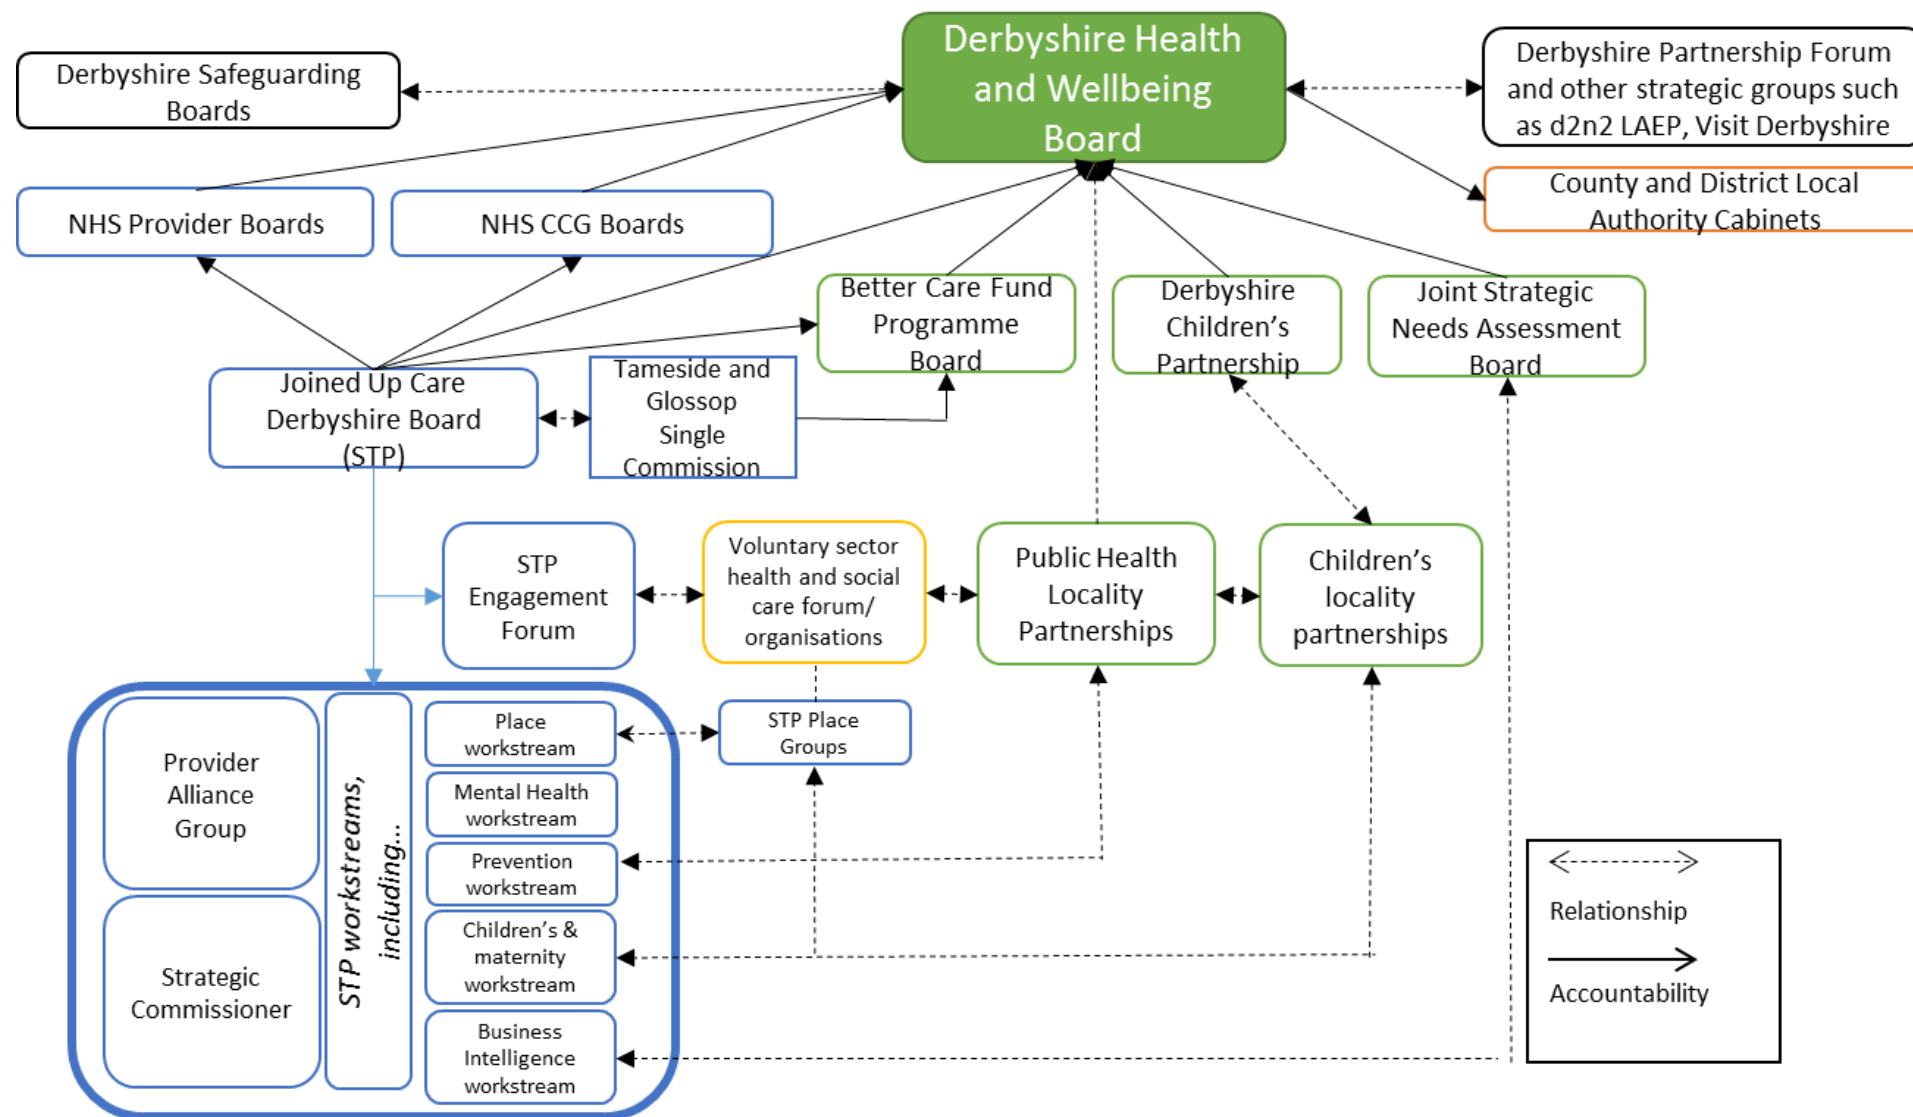 Derbyshire Health
and Wellbeing
Board
Derbyshire Safeguarding
Boards
Derbyshire Partnership Forum
and other strategic groups such
as d2n2 LAEP, Visit Derbyshire
County and District Local
Authority Cabinets
NHS Provider Boards
NHS CCG Boards
Better Care Fund
Programme
Board
Derbyshire
Children’s
Partnership
Joint Strategic
Needs Assessment
Board
Joined Up Care
Derbyshire Board
(STP)
Tameside and
Glossop
Single
Commission
STP
Engagement
Forum
Voluntary sector
health and social
care forum/
organisations
Public Health
Locality
Partnerships
Children’s
locality
partnerships
Provider
Alliance
Group
Strategic
Commissioner
STP workstreams,
including…
Place
workstream
Mental Health
workstream
Prevention
workstream
Children’s &
maternity
workstream
Business
Intelligence
workstream
STP Place
Groups
Relationship
Accountability